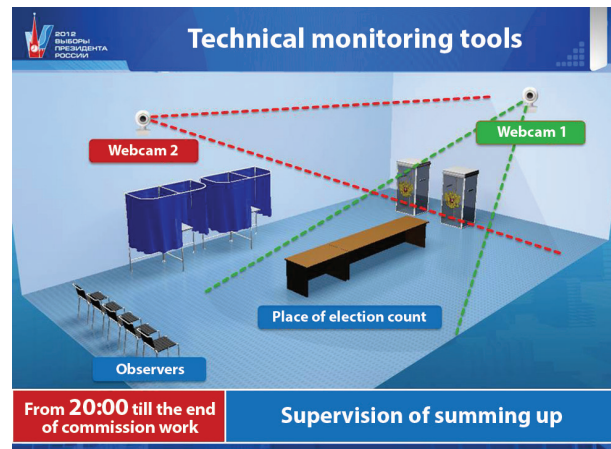 2012
ВЫБОРЫ
ПРЕЗИДЕНТА
РОССИИ
Technical monitoring tools
Webcam 1
Webcam 2
Place of election count
Observers
From 20:00 till the end
of commission work
Supervision of summing up